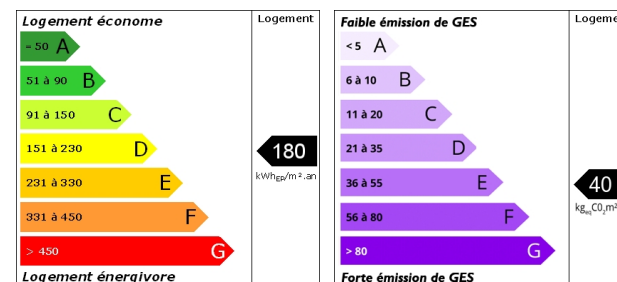 Logement économe
Logement
= 50 A
51 à 90 B
91 à 150 C
151 à 230 D
180
kWhEP/m².an
231 à 330 E
331 à 450 F
> 450 G
Logement énergivore
Faible émission de GES
Logeme
< 5 A
6 à 10 B
11 à 20 C
21 à 35 D
36 à 55 E
40
kgeqCO2m²
56 à 80 F
> 80 G
Forte émission de GES